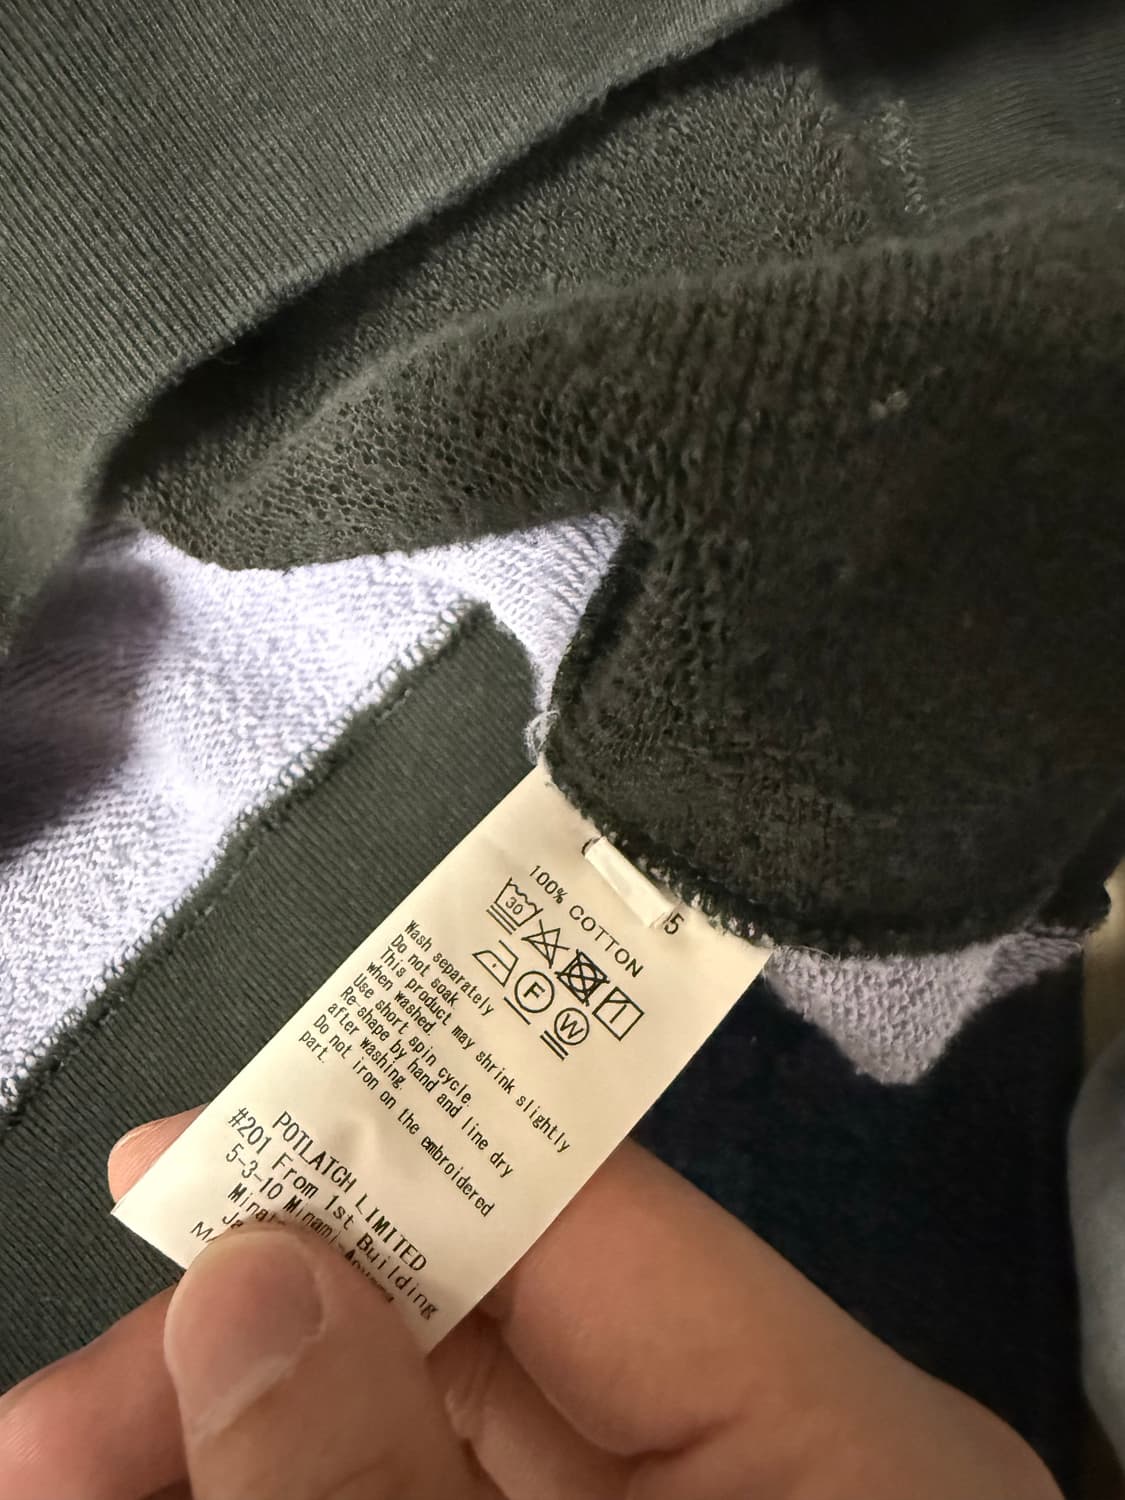 5
100% COTTON
30
F
W
Wash separately
Do not soak.
This product may shrink slightly
when washed.
Use short spin cycle.
Re-shape by hand and line dry
after washing.
Do not iron on the embroidered
part.
POTLATCH LIMITED
#201 From 1st Building
5-3-10 Minami-Aoyama